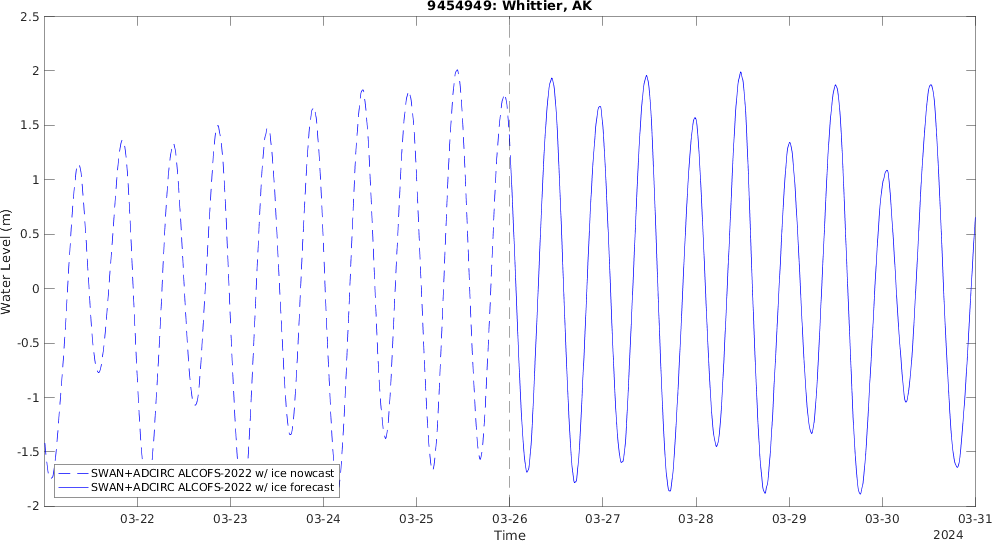 9454949: Whittier, AK
2.5
2
1.5
1
0.5
0
-0.5
-1
-1.5
-2
Water Level (m)
SWAN+ADCIRC ALCOFS-2022 w/ ice nowcast
SWAN+ADCIRC ALCOFS-2022 w/ ice forecast
03-22 03-23 03-24 03-25 03-26 03-27 03-28 03-29 03-30 03-31
Time
2024